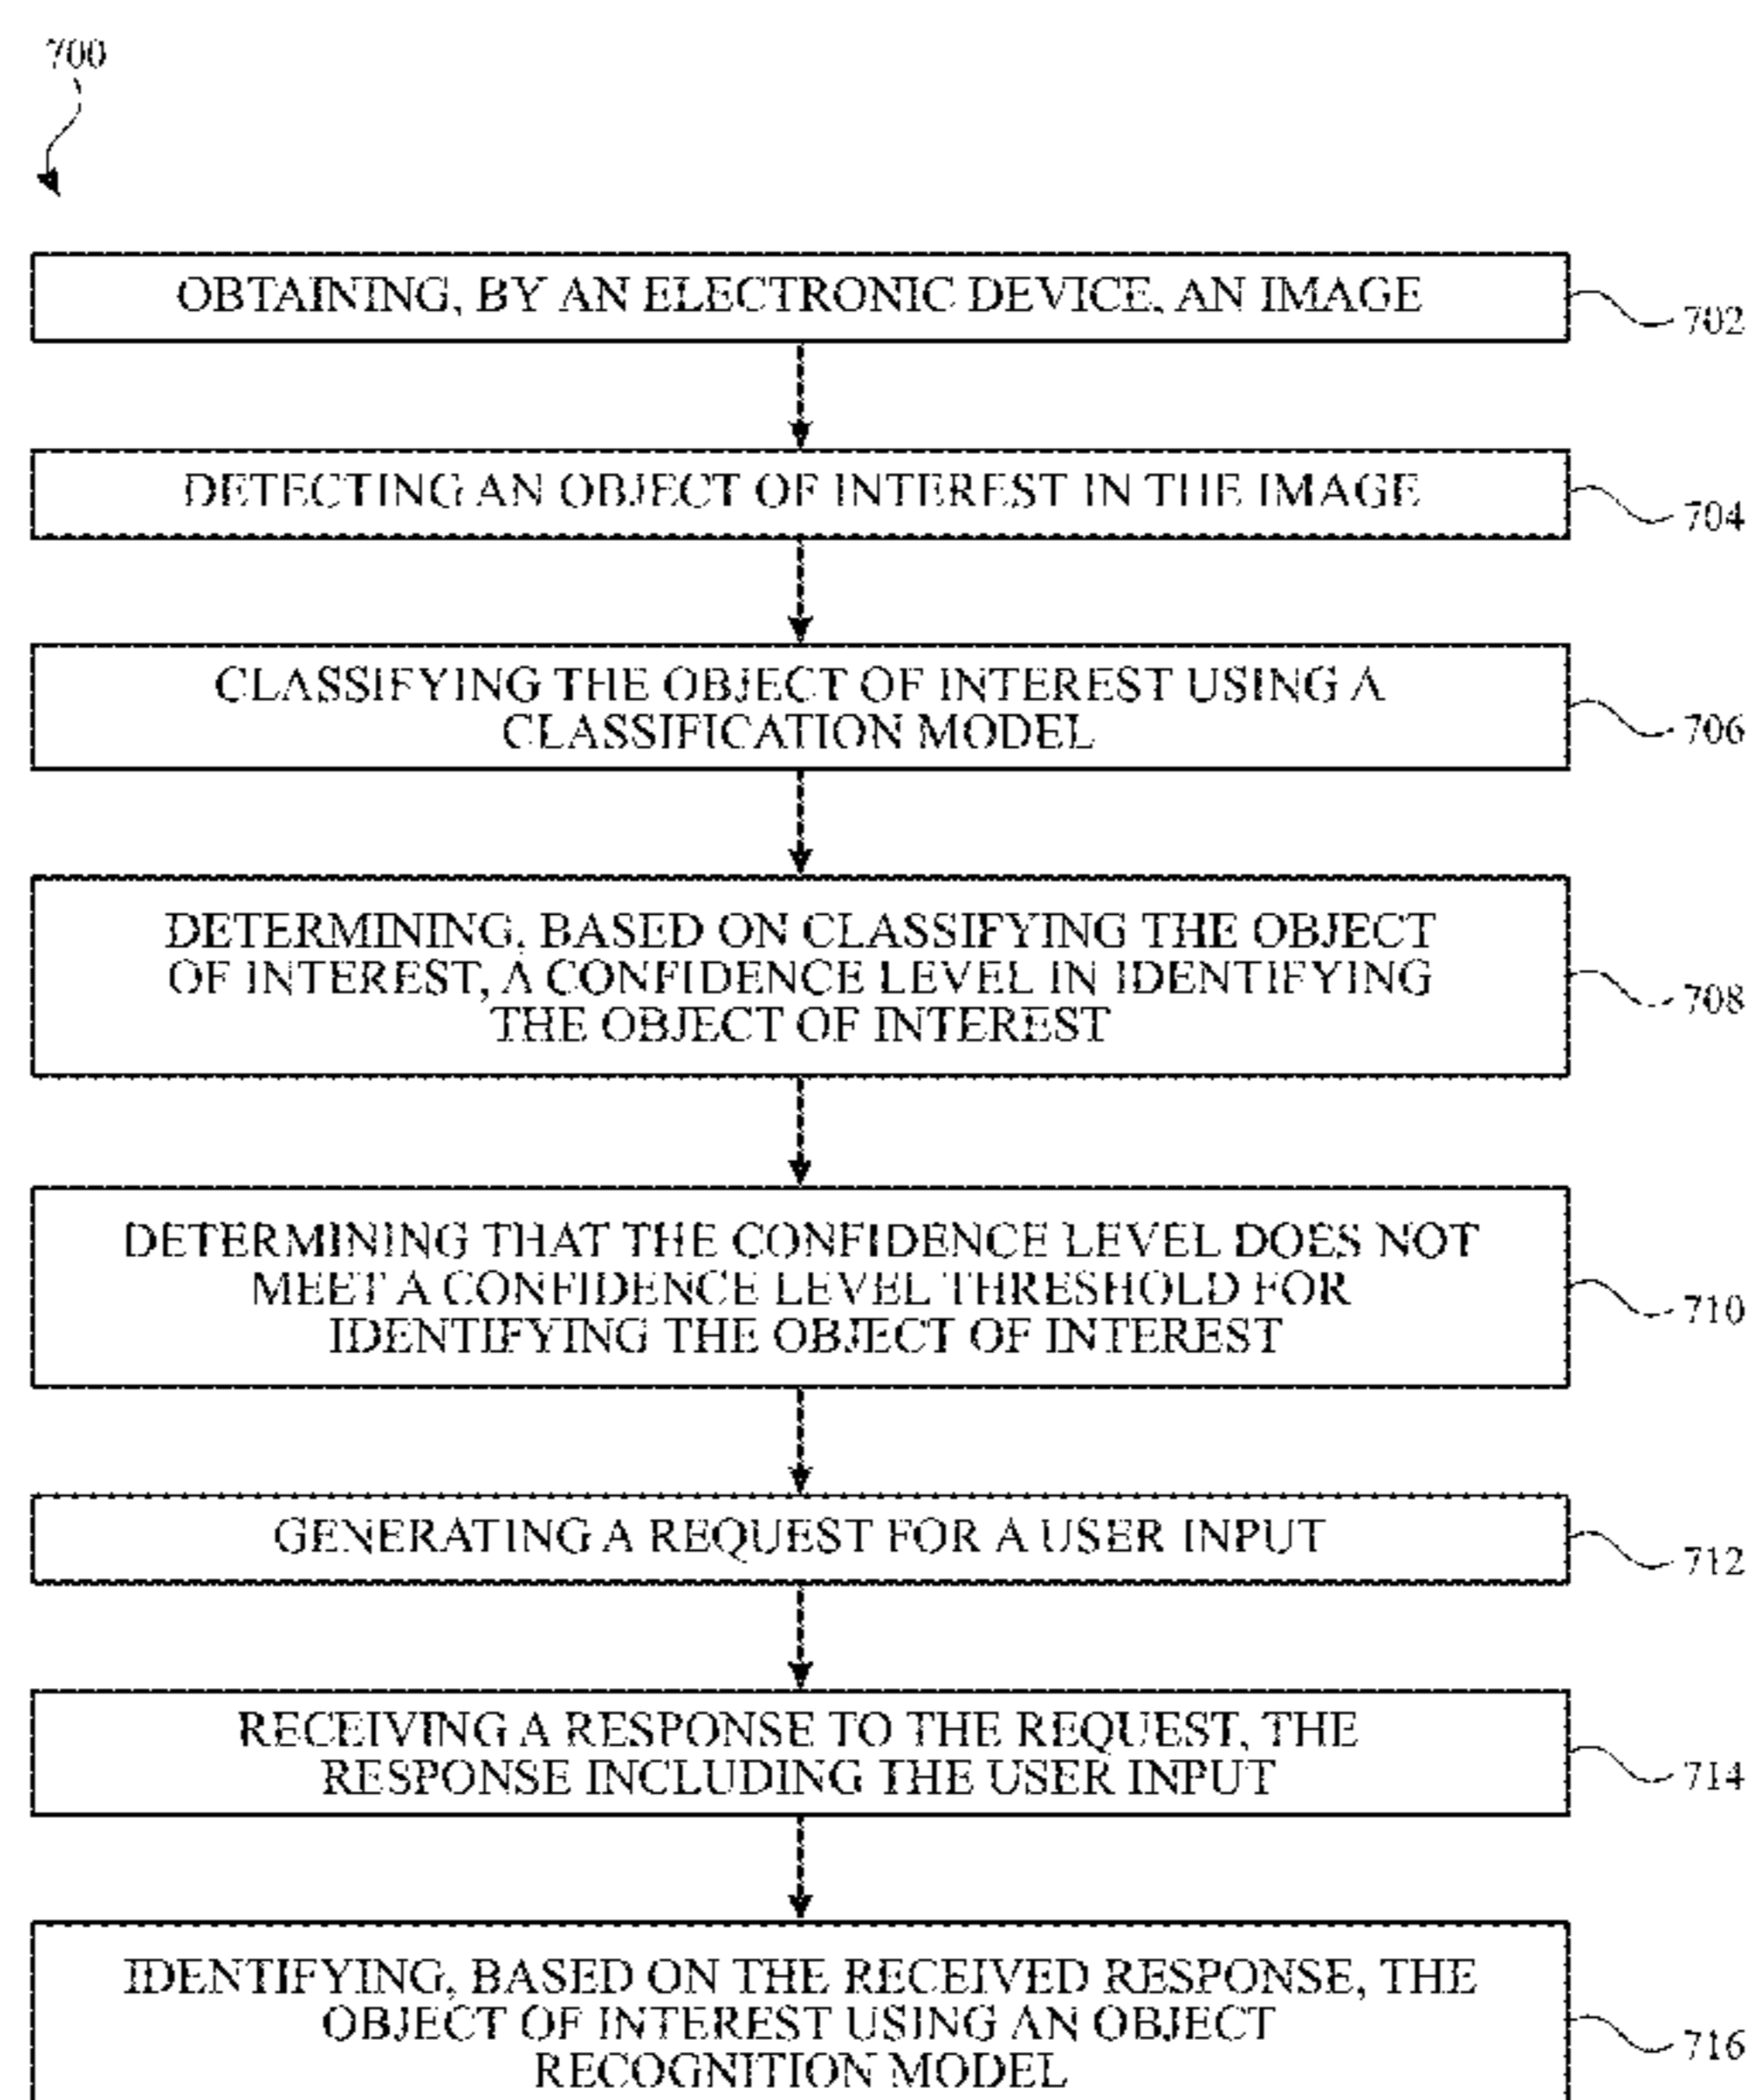 700
OBTAINING, BY AN ELECTRONIC DEVICE, AN IMAGE
702
DETECTING AN OBJECT OF INTEREST IN THE IMAGE
704
CLASSIFYING THE OBJECT OF INTEREST USING A
CLASSIFICATION MODEL
706
DETERMINING, BASED ON CLASSIFYING THE OBJECT
OF INTEREST, A CONFIDENCE LEVEL IN IDENTIFYING
THE OBJECT OF INTEREST
708
DETERMINING THAT THE CONFIDENCE LEVEL DOES NOT
MEET A CONFIDENCE LEVEL THRESHOLD FOR
IDENTIFYING THE OBJECT OF INTEREST
710
GENERATING A REQUEST FOR A USER INPUT
712
RECEIVING A RESPONSE TO THE REQUEST, THE
RESPONSE INCLUDING THE USER INPUT
714
IDENTIFYING, BASED ON THE RECEIVED RESPONSE, THE
OBJECT OF INTEREST USING AN OBJECT
RECOGNITION MODEL
716